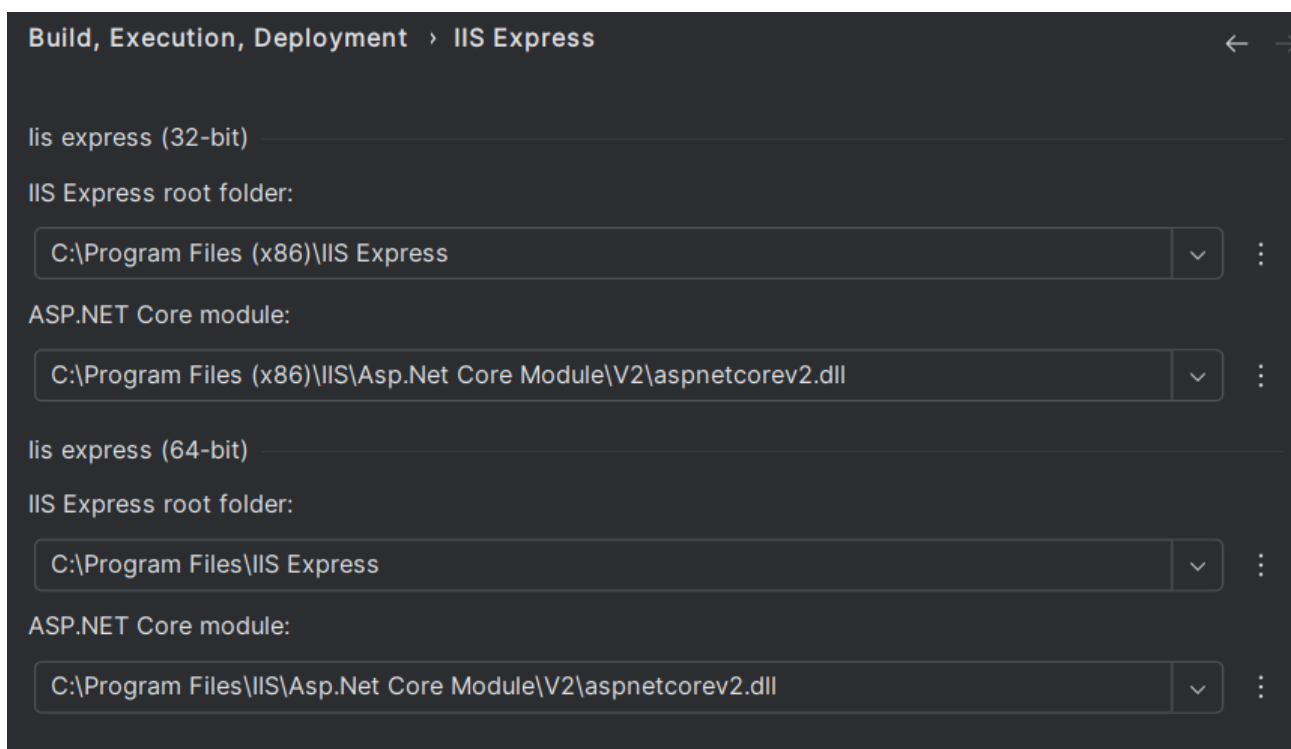 Build, Execution, Deployment › IIS Express
Iis express (32-bit)
IIS Express root folder:
C:\Program Files (x86)\IIS Express
ASP.NET Core module:
C:\Program Files (x86)\IIS\Asp.Net Core Module\V2\aspnetcorev2.dll
Iis express (64-bit)
IIS Express root folder:
C:\Program Files\IIS Express
ASP.NET Core module:
C:\Program Files\IIS\Asp.Net Core Module\V2\aspnetcorev2.dll